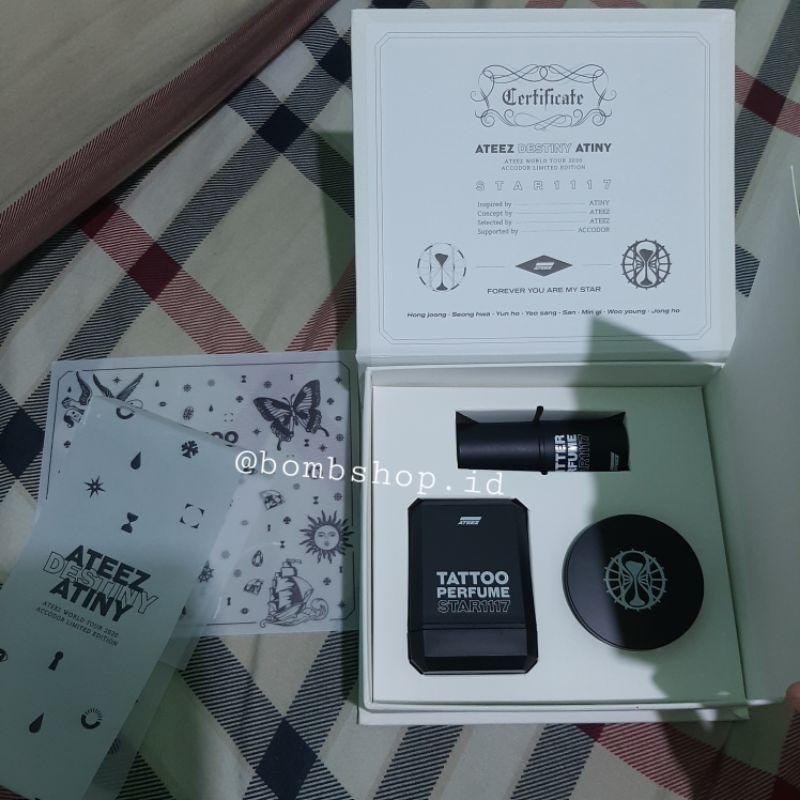 Certificate
ATEEZ DESTINY ATINY
ATEEZ WORLD TOUR 2020
ACCODOR LIMITED EDITION
STAR1117
Inspired by ATINY
Concept by ATEEZ
Selected by ATEEZ
Supported by ACCODOR
ATEEZ
FOREVER YOU ARE MY STAR
Hong joong · Seong hwa · Yun ho · Yeo sang · San · Min gi · Woo young · Jong ho
@bombshop.id
PERFUME
STAR1117
ATEEZ
TATTOO
PERFUME
STAR1117
ATEEZ
DESTINY
ATINY
ATEEZ WORLD TOUR 2020
ACCODOR LIMITED EDITION